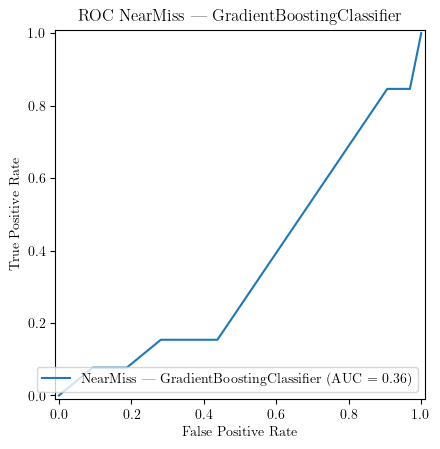 ROC NearMiss — GradientBoostingClassifier
1.0
0.8
0.6
0.4
0.2
0.0
True Positive Rate
NearMiss — GradientBoostingClassifier (AUC = 0.36)
0.0 0.2 0.4 0.6 0.8 1.0
False Positive Rate